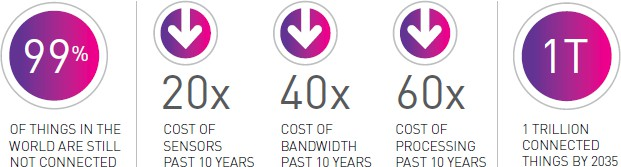 99%
OF THINGS IN THE
WORLD ARE STILL
NOT CONNECTED
20x
COST OF
SENSORS
PAST 10 YEARS
40x
COST OF
BANDWIDTH
PAST 10 YEARS
60x
COST OF
PROCESSING
PAST 10 YEARS
1T
1 TRILLION
CONNECTED
THINGS BY 2035